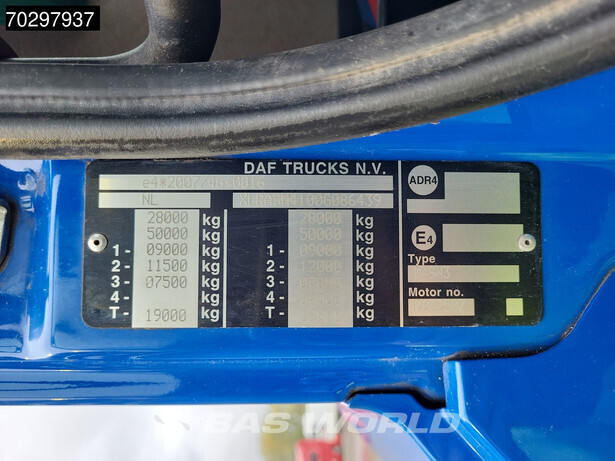 70297937
DAF TRUCKS N.V.
e4*2007/46*0016
NL
28000 kg 28000 kg
50000 kg 50000 kg
1- 09000 kg 1- 09000 kg
2- 11500 kg 2- 12000 kg
3- 07500 kg 3- kg
4- kg 4- kg
T- 19000 kg T- kg
ADR4
E4
Type
Motor no.
BAS WORLD